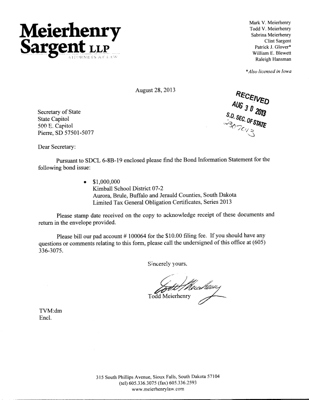 Meierhenry
Sargent LLP
ATTORNEYS AT LAW
Mark V. Meierhenry
Todd V. Meierhenry
Sabrina Meierhenry
Clint Sargent
Patrick J. Glover*
William E. Blewett
Raleigh Hansman
*Also licensed in Iowa
August 28, 2013
RECEIVED
AUG 30 2013
S.D. SEC. OF STATE
Secretary of State
State Capitol
500 E. Capitol
Pierre, SD 57501-5077
Dear Secretary:
Pursuant to SDCL 6-8B-19 enclosed please find the Bond Information Statement for the
following bond issue:
• $1,000,000
Kimball School District 07-2
Aurora, Brule, Buffalo and Jerauld Counties, South Dakota
Limited Tax General Obligation Certificates, Series 2013
Please stamp date received on the copy to acknowledge receipt of these documents and
return in the envelope provided.
Please bill our pad account # 100064 for the $10.00 filing fee. If you should have any
questions or comments relating to this form, please call the undersigned of this office at (605)
336-3075.
Sincerely yours,
Todd Meierhenry
TVM:dm
Encl.
315 South Phillips Avenue, Sioux Falls, South Dakota 57104
(tel) 605.336.3075 (fax) 605.336.2593
www.meierhenrylaw.com